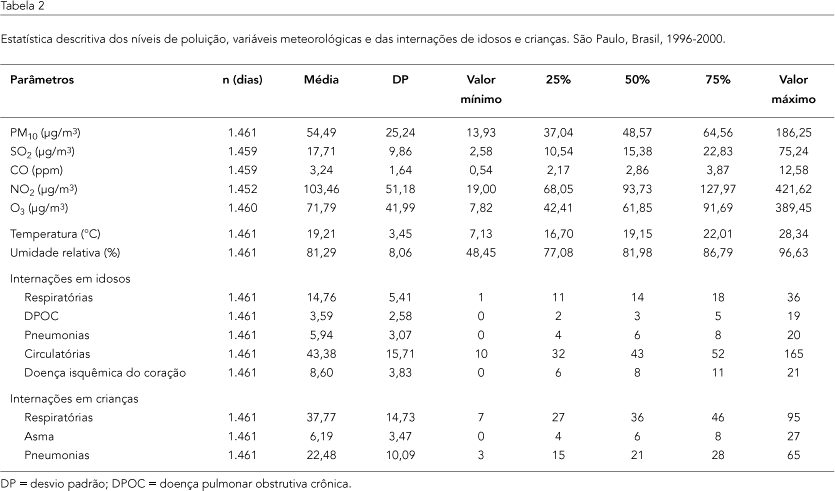 Tabela 2
Estatística descritiva dos níveis de poluição, variáveis meteorológicas e das internações de idosos e crianças. São Paulo, Brasil, 1996-2000.
Parâmetros n (dias) Média DP Valor mínimo 25% 50% 75% Valor máximo
PM10 (μg/m³) 1.461 54,49 25,24 13,93 37,04 48,57 64,56 186,25
SO2 (μg/m³) 1.459 17,71 9,86 2,58 10,54 15,38 22,83 75,24
CO (ppm) 1.459 3,24 1,64 0,54 2,17 2,86 3,87 12,58
NO2 (μg/m³) 1.452 103,46 51,18 19,00 68,05 93,73 127,97 421,62
O3 (μg/m³) 1.460 71,79 41,99 7,82 42,41 61,85 91,69 389,45
Temperatura (°C) 1.461 19,21 3,45 7,13 16,70 19,15 22,01 28,34
Umidade relativa (%) 1.461 81,29 8,06 48,45 77,08 81,98 86,79 96,63
Internações em idosos
Respiratórias 1.461 14,76 5,41 1 11 14 18 36
DPOC 1.461 3,59 2,58 0 2 3 5 19
Pneumonias 1.461 5,94 3,07 0 4 6 8 20
Circulatórias 1.461 43,38 15,71 10 32 43 52 165
Doença isquêmica do coração 1.461 8,60 3,83 0 6 8 11 21
Internações em crianças
Respiratórias 1.461 37,77 14,73 7 27 36 46 95
Asma 1.461 6,19 3,47 0 4 6 8 27
Pneumonias 1.461 22,48 10,09 3 15 21 28 65
DP = desvio padrão; DPOC = doença pulmonar obstrutiva crônica.